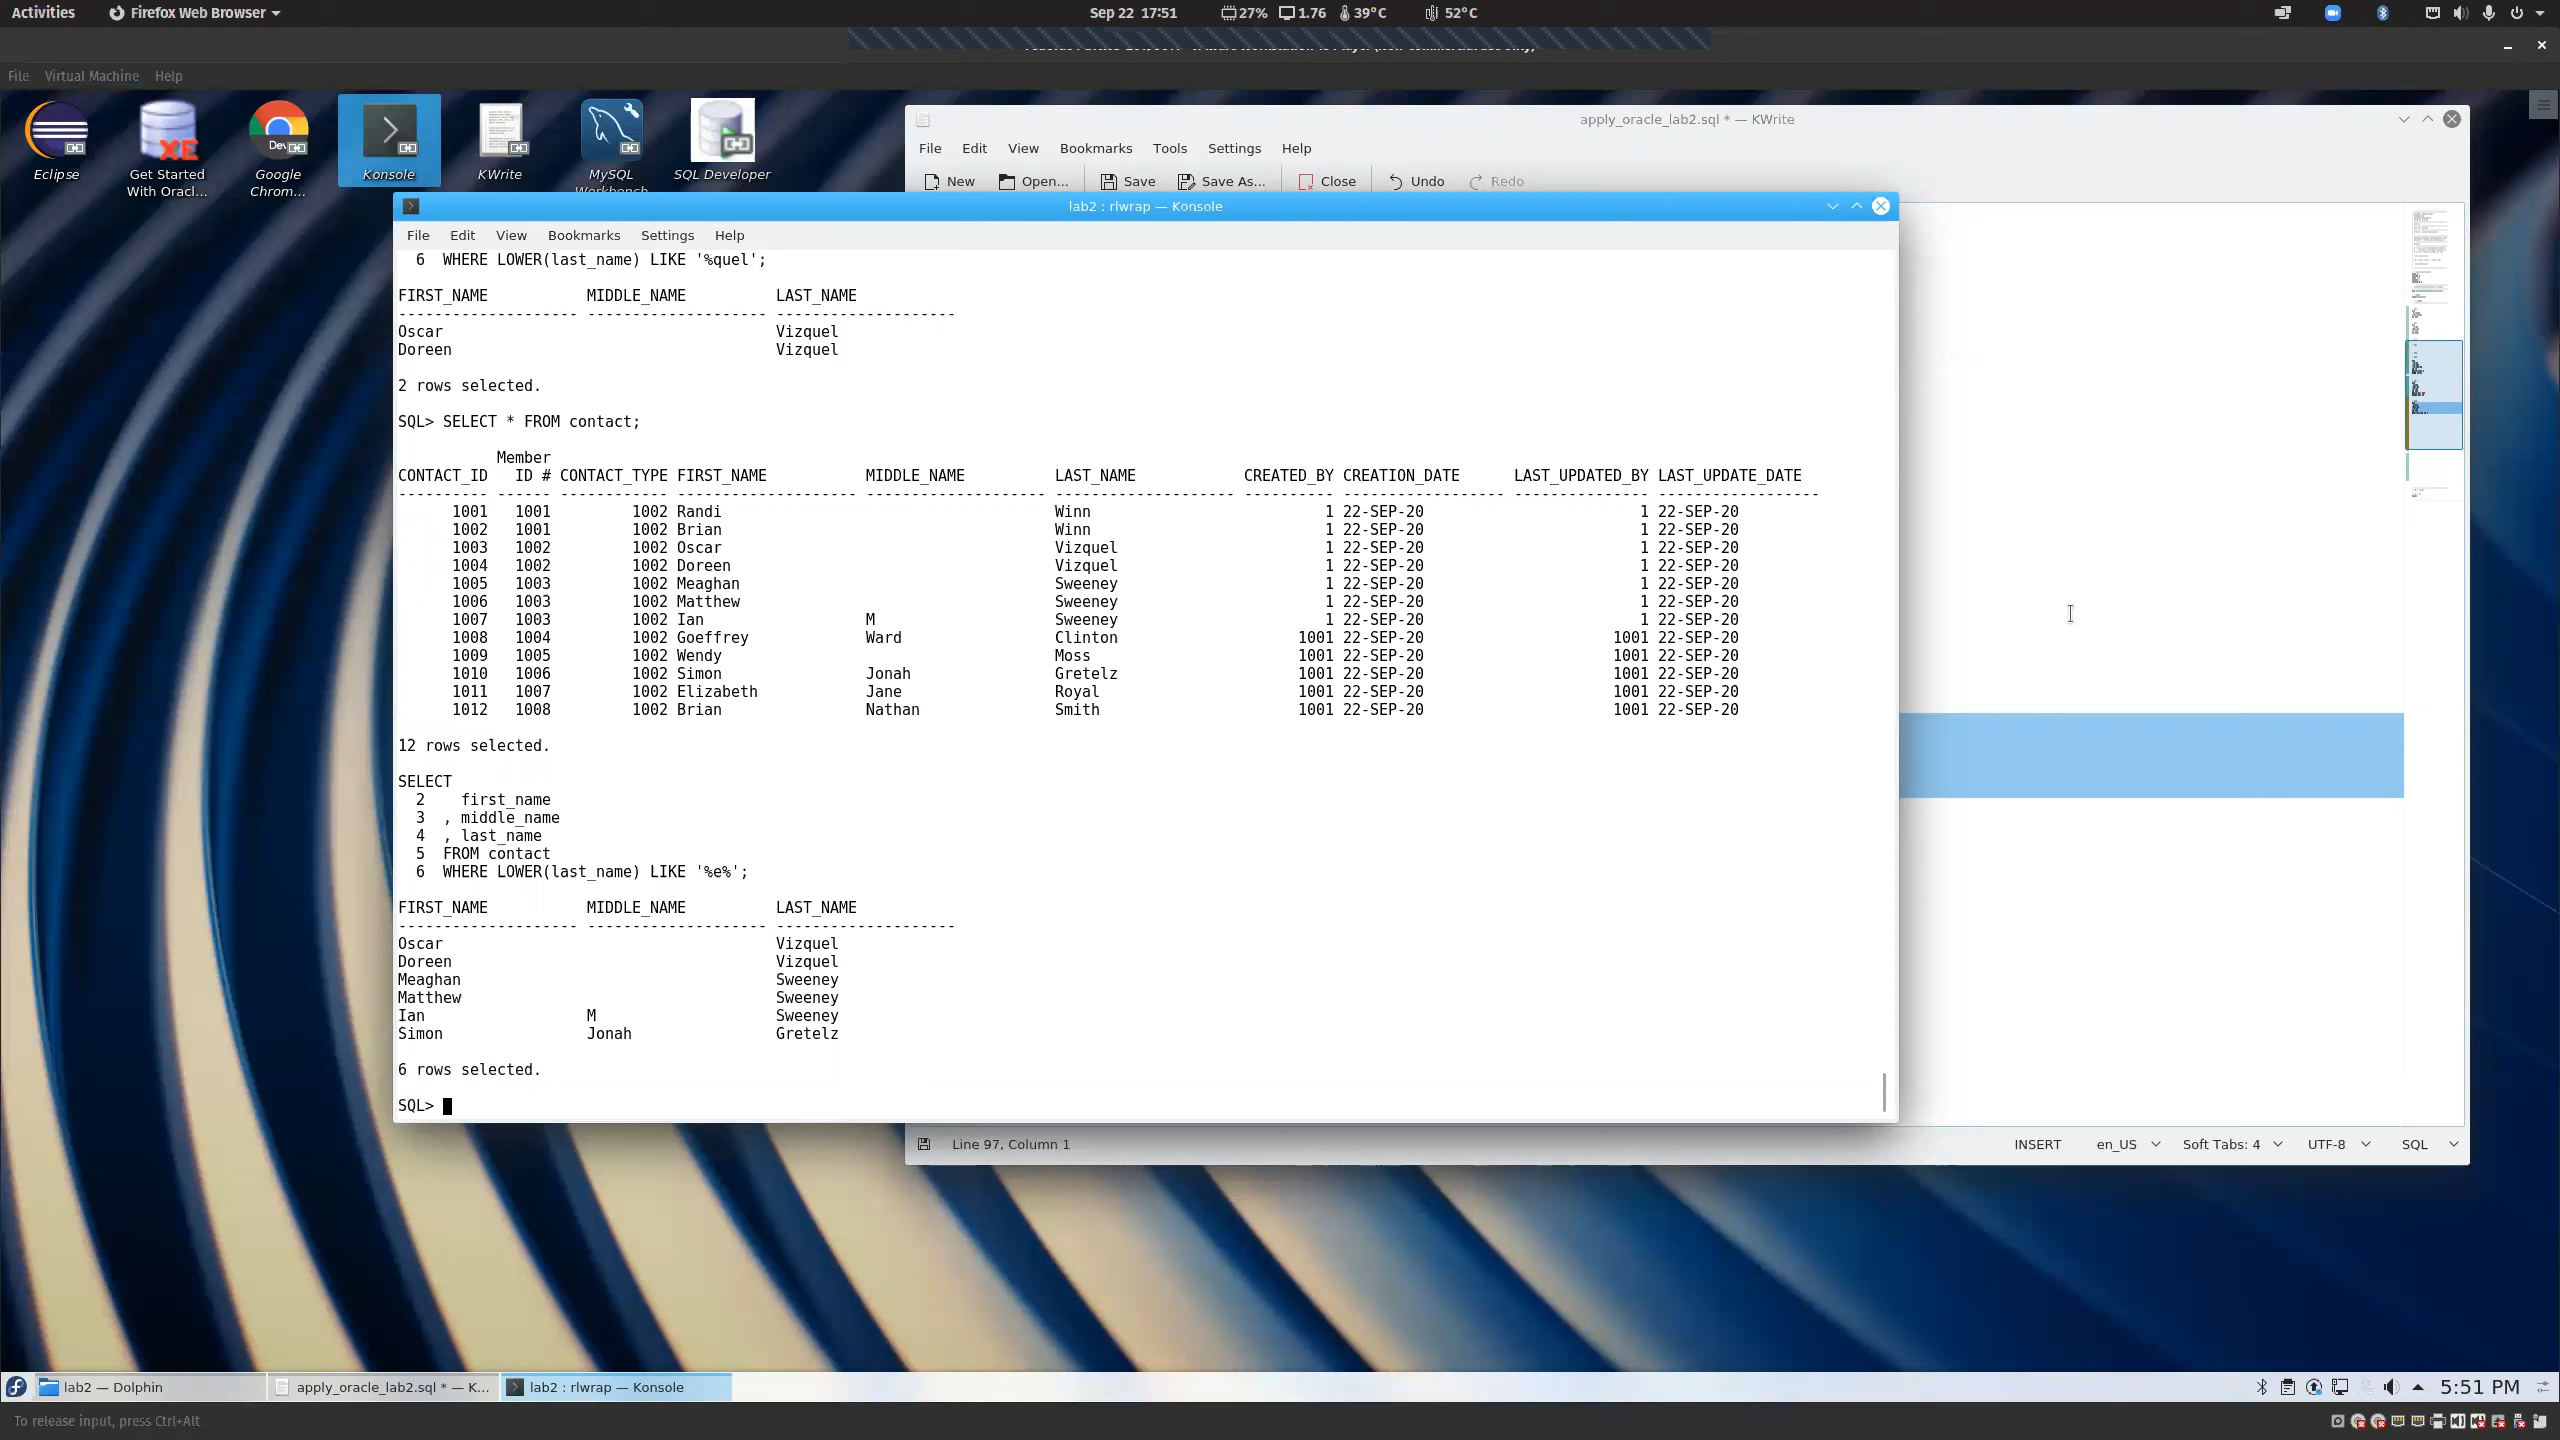 Activities Firefox Web Browser Sep 22 17:51 27% 1.76 39°C 52°C
File Virtual Machine Help
Eclipse
Get Started
With Oracl...
Google
Chrom...
Konsole
KWrite
MySQL
Workbench
SQL Developer
apply_oracle_lab2.sql * — KWrite
File Edit View Bookmarks Tools Settings Help
New Open... Save Save As... Close Undo Redo
lab2 : rlwrap — Konsole
File Edit View Bookmarks Settings Help
  6  WHERE LOWER(last_name) LIKE '%quel';
FIRST_NAME           MIDDLE_NAME          LAST_NAME
-------------------- -------------------- --------------------
Oscar                                     Vizquel
Doreen                                    Vizquel
2 rows selected.
SQL> SELECT * FROM contact;
           Member
CONTACT_ID   ID # CONTACT_TYPE FIRST_NAME           MIDDLE_NAME          LAST_NAME            CREATED_BY CREATION_DATE      LAST_UPDATED_BY LAST_UPDATE_DATE
---------- ------ ------------ -------------------- -------------------- -------------------- ---------- ------------------ --------------- ------------------
      1001   1001         1002 Randi                                     Winn                          1 22-SEP-20                        1 22-SEP-20
      1002   1001         1002 Brian                                     Winn                          1 22-SEP-20                        1 22-SEP-20
      1003   1002         1002 Oscar                                     Vizquel                       1 22-SEP-20                        1 22-SEP-20
      1004   1002         1002 Doreen                                    Vizquel                       1 22-SEP-20                        1 22-SEP-20
      1005   1003         1002 Meaghan                                   Sweeney                       1 22-SEP-20                        1 22-SEP-20
      1006   1003         1002 Matthew                                   Sweeney                       1 22-SEP-20                        1 22-SEP-20
      1007   1003         1002 Ian                  M                    Sweeney                       1 22-SEP-20                        1 22-SEP-20
      1008   1004         1002 Goeffrey             Ward                 Clinton                    1001 22-SEP-20                     1001 22-SEP-20
      1009   1005         1002 Wendy                                     Moss                       1001 22-SEP-20                     1001 22-SEP-20
      1010   1006         1002 Simon                Jonah                Gretelz                    1001 22-SEP-20                     1001 22-SEP-20
      1011   1007         1002 Elizabeth            Jane                 Royal                      1001 22-SEP-20                     1001 22-SEP-20
      1012   1008         1002 Brian                Nathan               Smith                      1001 22-SEP-20                     1001 22-SEP-20
12 rows selected.
SELECT
  2    first_name
  3  , middle_name
  4  , last_name
  5  FROM contact
  6  WHERE LOWER(last_name) LIKE '%e%';
FIRST_NAME           MIDDLE_NAME          LAST_NAME
-------------------- -------------------- --------------------
Oscar                                     Vizquel
Doreen                                    Vizquel
Meaghan                                   Sweeney
Matthew                                   Sweeney
Ian                  M                    Sweeney
Simon                Jonah                Gretelz
6 rows selected.
SQL>
Line 97, Column 1 INSERT en_US Soft Tabs: 4 UTF-8 SQL
lab2 — Dolphin apply_oracle_lab2.sql * — K... lab2 : rlwrap — Konsole 5:51 PM
To release input, press Ctrl+Alt